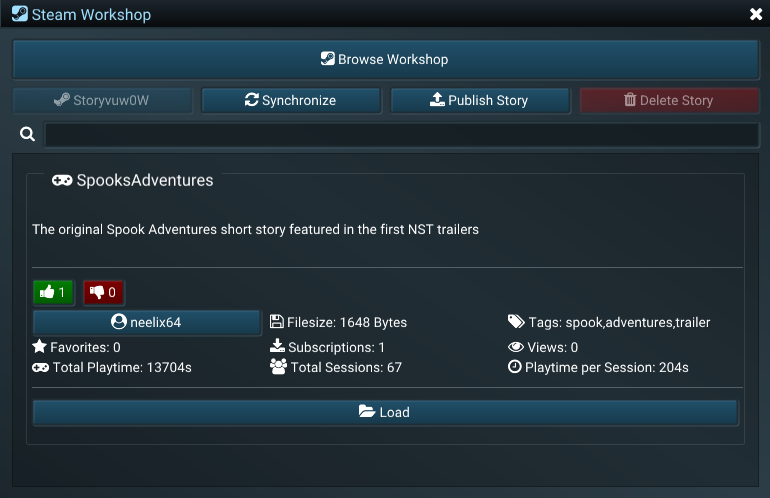 Steam Workshop
Browse Workshop
Storyvuw0W Synchronize Publish Story Delete Story
SpooksAdventures
The original Spook Adventures short story featured in the first NST trailers
1 0
neelix64 Filesize: 1648 Bytes Tags: spook,adventures,trailer
Favorites: 0 Subscriptions: 1 Views: 0
Total Playtime: 13704s Total Sessions: 67 Playtime per Session: 204s
Load